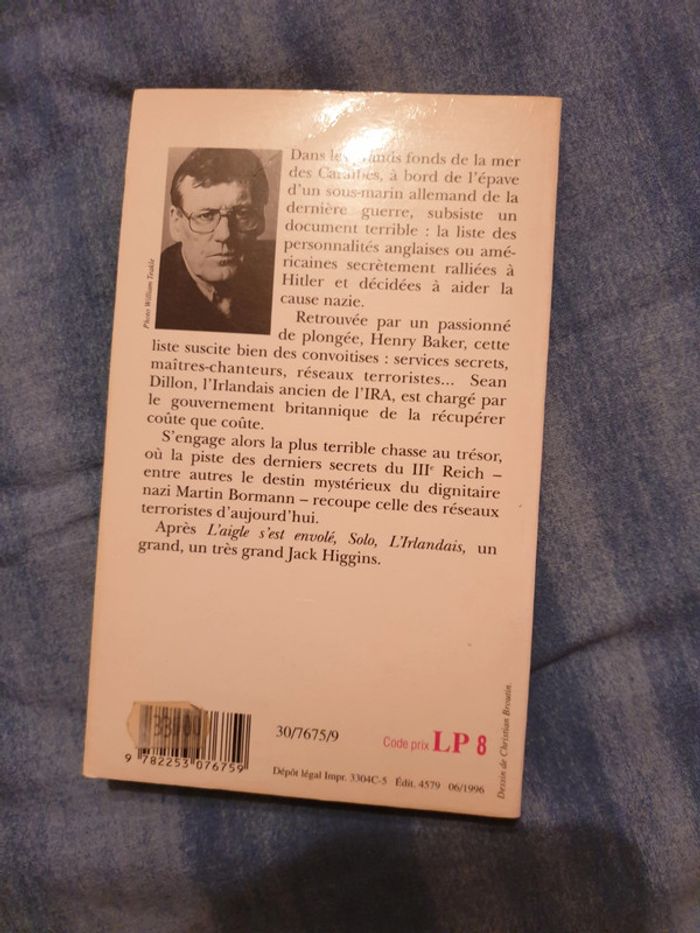 Dans les grands fonds de la mer
des Caraïbes, à bord de l'épave
d'un sous-marin allemand de la
dernière guerre, subsiste un
document terrible : la liste des
personnalités anglaises ou amé-
ricaines secrètement ralliées à
Hitler et décidées à aider la
cause nazie.
Retrouvée par un passionné
de plongée, Henry Baker, cette
liste suscite bien des convoitises : services secrets,
maîtres-chanteurs, réseaux terroristes... Sean
Dillon, l'Irlandais ancien de l'IRA, est chargé par
le gouvernement britannique de la récupérer
coûte que coûte.
S'engage alors la plus terrible chasse au trésor,
où la piste des derniers secrets du IIIe Reich –
entre autres le destin mystérieux du dignitaire
nazi Martin Bormann – recoupe celle des réseaux
terroristes d'aujourd'hui.
Après L'aigle s'est envolé, Solo, L'Irlandais, un
grand, un très grand Jack Higgins.
Photo William Teakle
30/7675/9
Code prix LP 8
9 782253 076759
Dépôt légal Impr. 3304C-5 Édit. 4579 06/1996
Dessin de Christian Broutin.